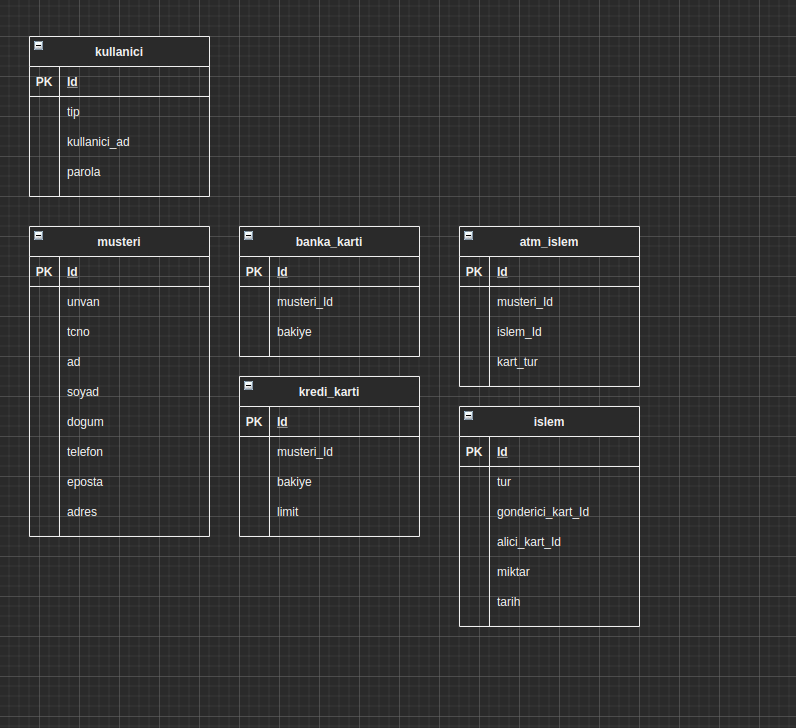 kullanici
PK Id
tip
kullanici_ad
parola
musteri
PK Id
unvan
tcno
ad
soyad
dogum
telefon
eposta
adres
banka_karti
PK Id
musteri_Id
bakiye
kredi_karti
PK Id
musteri_Id
bakiye
limit
atm_islem
PK Id
musteri_Id
islem_Id
kart_tur
islem
PK Id
tur
gonderici_kart_Id
alici_kart_Id
miktar
tarih